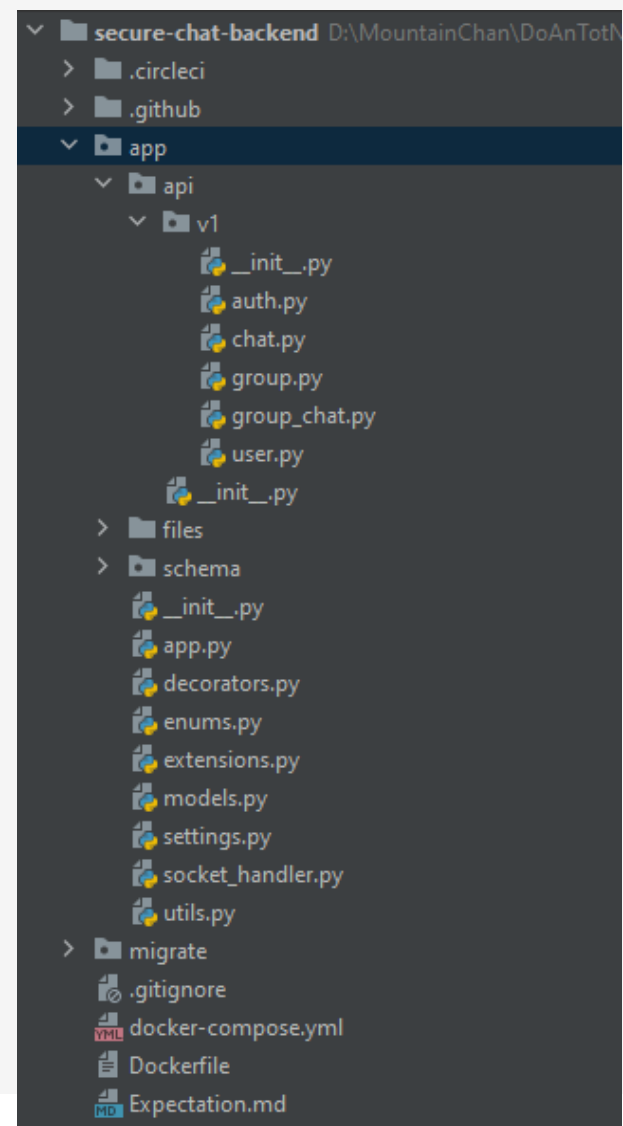 secure-chat-backend D:\MountainChan\DoAnTotN
.circleci
.github
app
api
v1
__init__.py
auth.py
chat.py
group.py
group_chat.py
user.py
__init__.py
files
schema
__init__.py
app.py
decorators.py
enums.py
extensions.py
models.py
settings.py
socket_handler.py
utils.py
migrate
.gitignore
YML docker-compose.yml
Dockerfile
MD Expectation.md